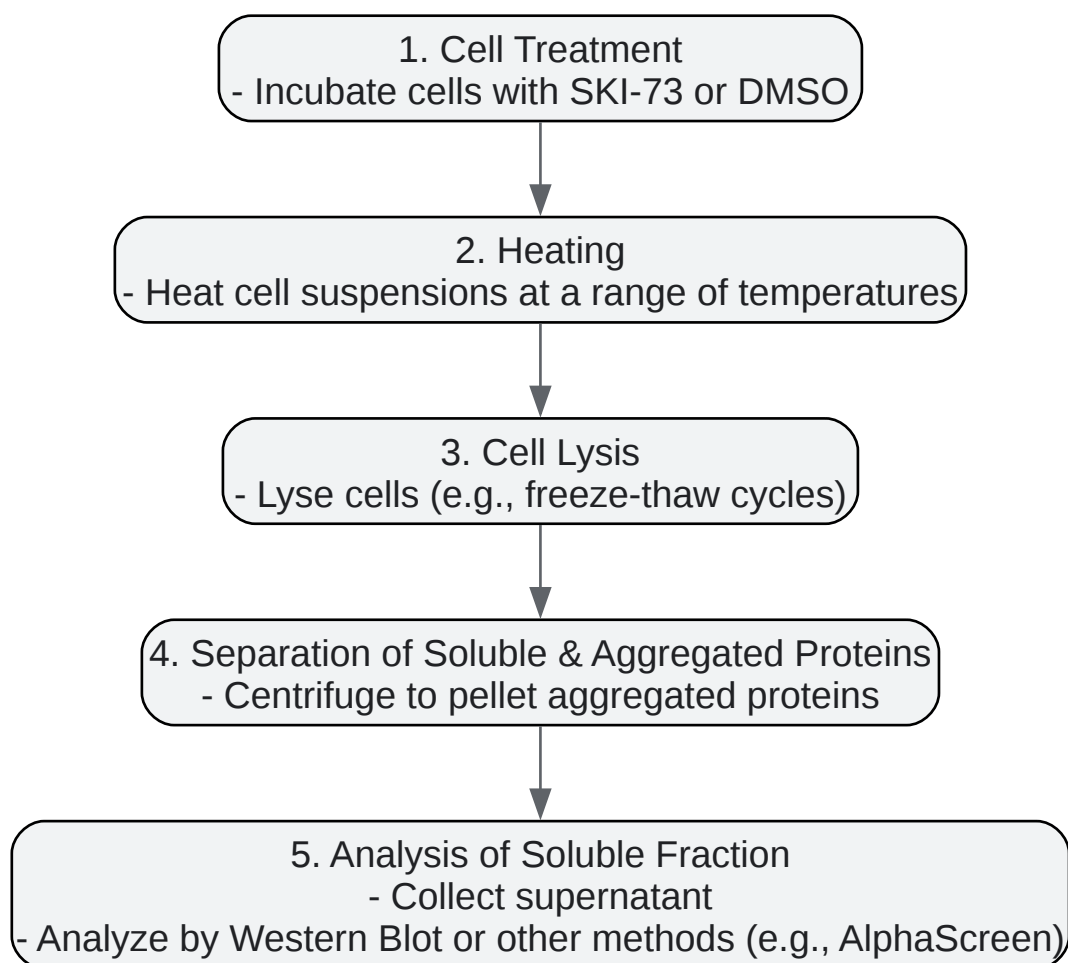 1. Cell Treatment
- Incubate cells with SKI-73 or DMSO
2. Heating
- Heat cell suspensions at a range of temperatures
3. Cell Lysis
- Lyse cells (e.g., freeze-thaw cycles)
4. Separation of Soluble & Aggregated Proteins
- Centrifuge to pellet aggregated proteins
5. Analysis of Soluble Fraction
- Collect supernatant
- Analyze by Western Blot or other methods (e.g., AlphaScreen)